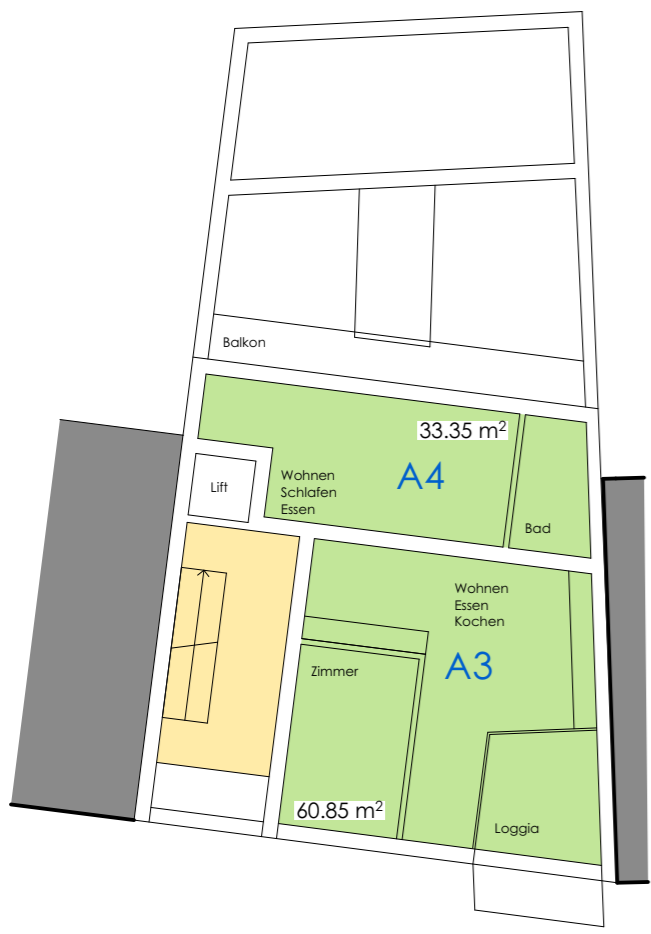 Balkon
33.35 m²
A4
Lift
Wohnen
Schlafen
Essen
Bad
Wohnen
Essen
Kochen
A3
Zimmer
60.85 m²
Loggia